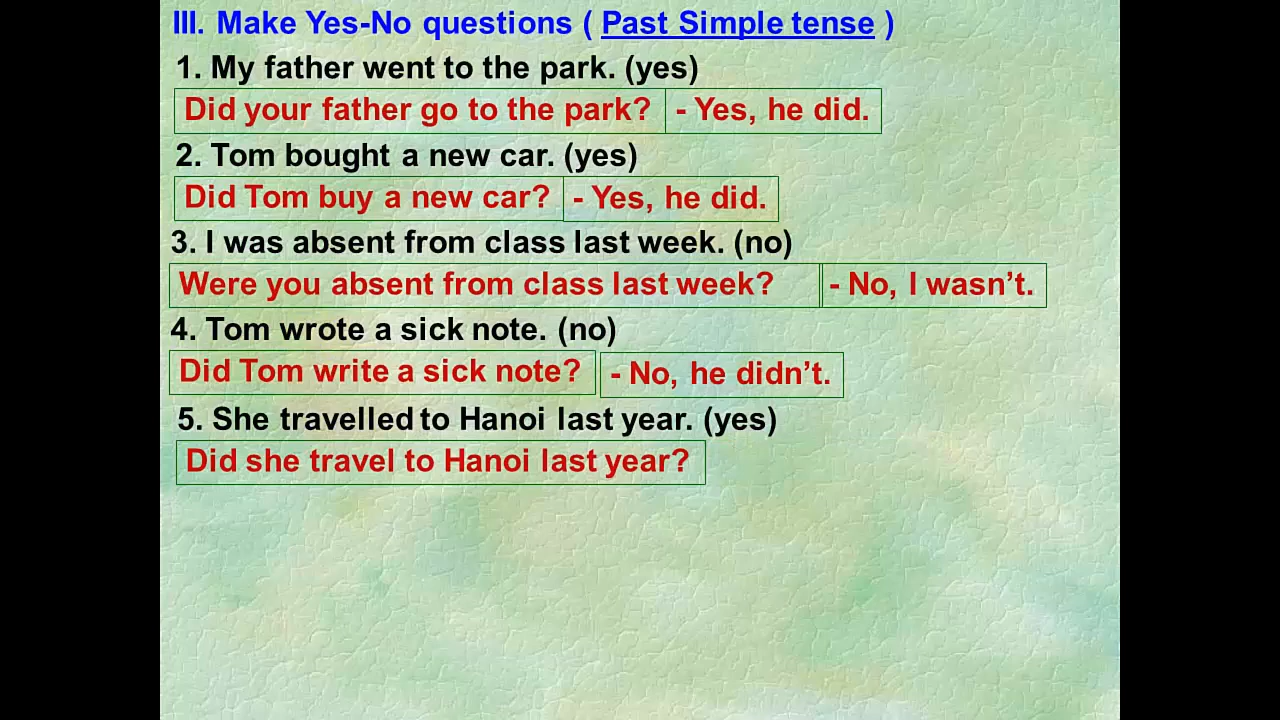 III. Make Yes-No questions ( Past Simple tense )
1. My father went to the park. (yes)
Did your father go to the park? - Yes, he did.
2. Tom bought a new car. (yes)
Did Tom buy a new car? - Yes, he did.
3. I was absent from class last week. (no)
Were you absent from class last week? - No, I wasn’t.
4. Tom wrote a sick note. (no)
Did Tom write a sick note? - No, he didn’t.
5. She travelled to Hanoi last year. (yes)
Did she travel to Hanoi last year?